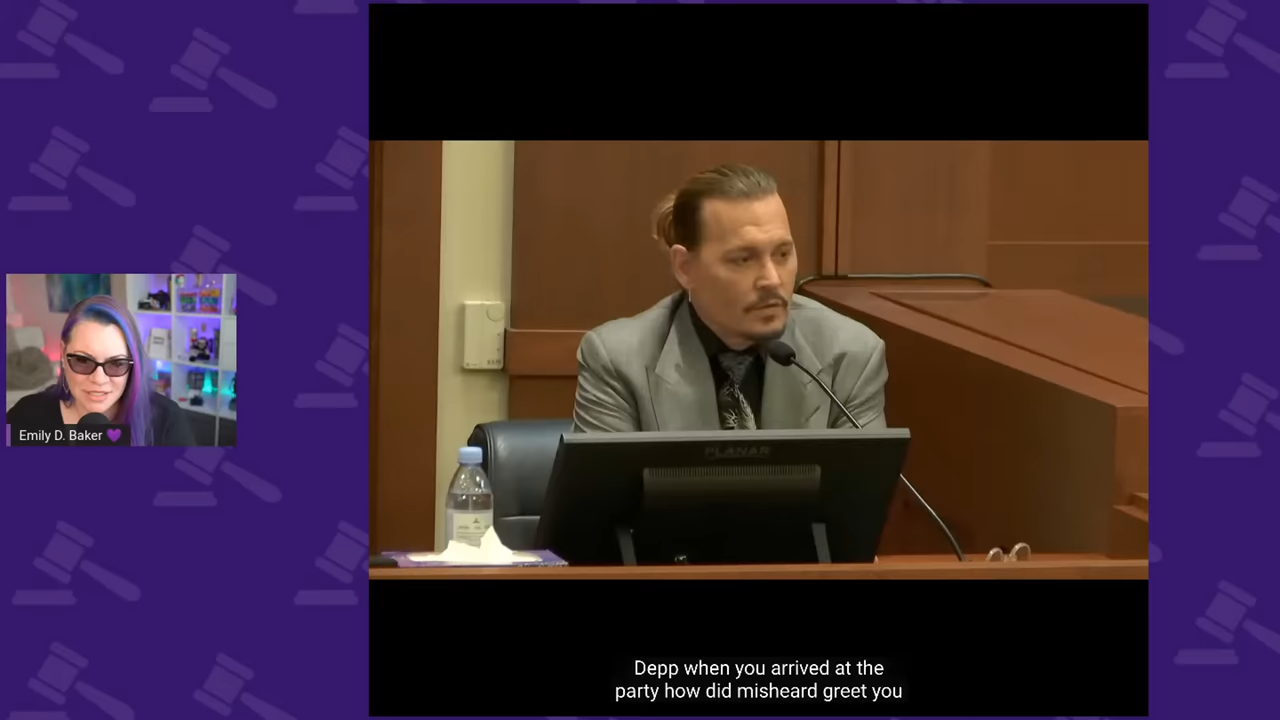 Emily D. Baker 💜
PLANAR
Depp when you arrived at the
party how did misheard greet you